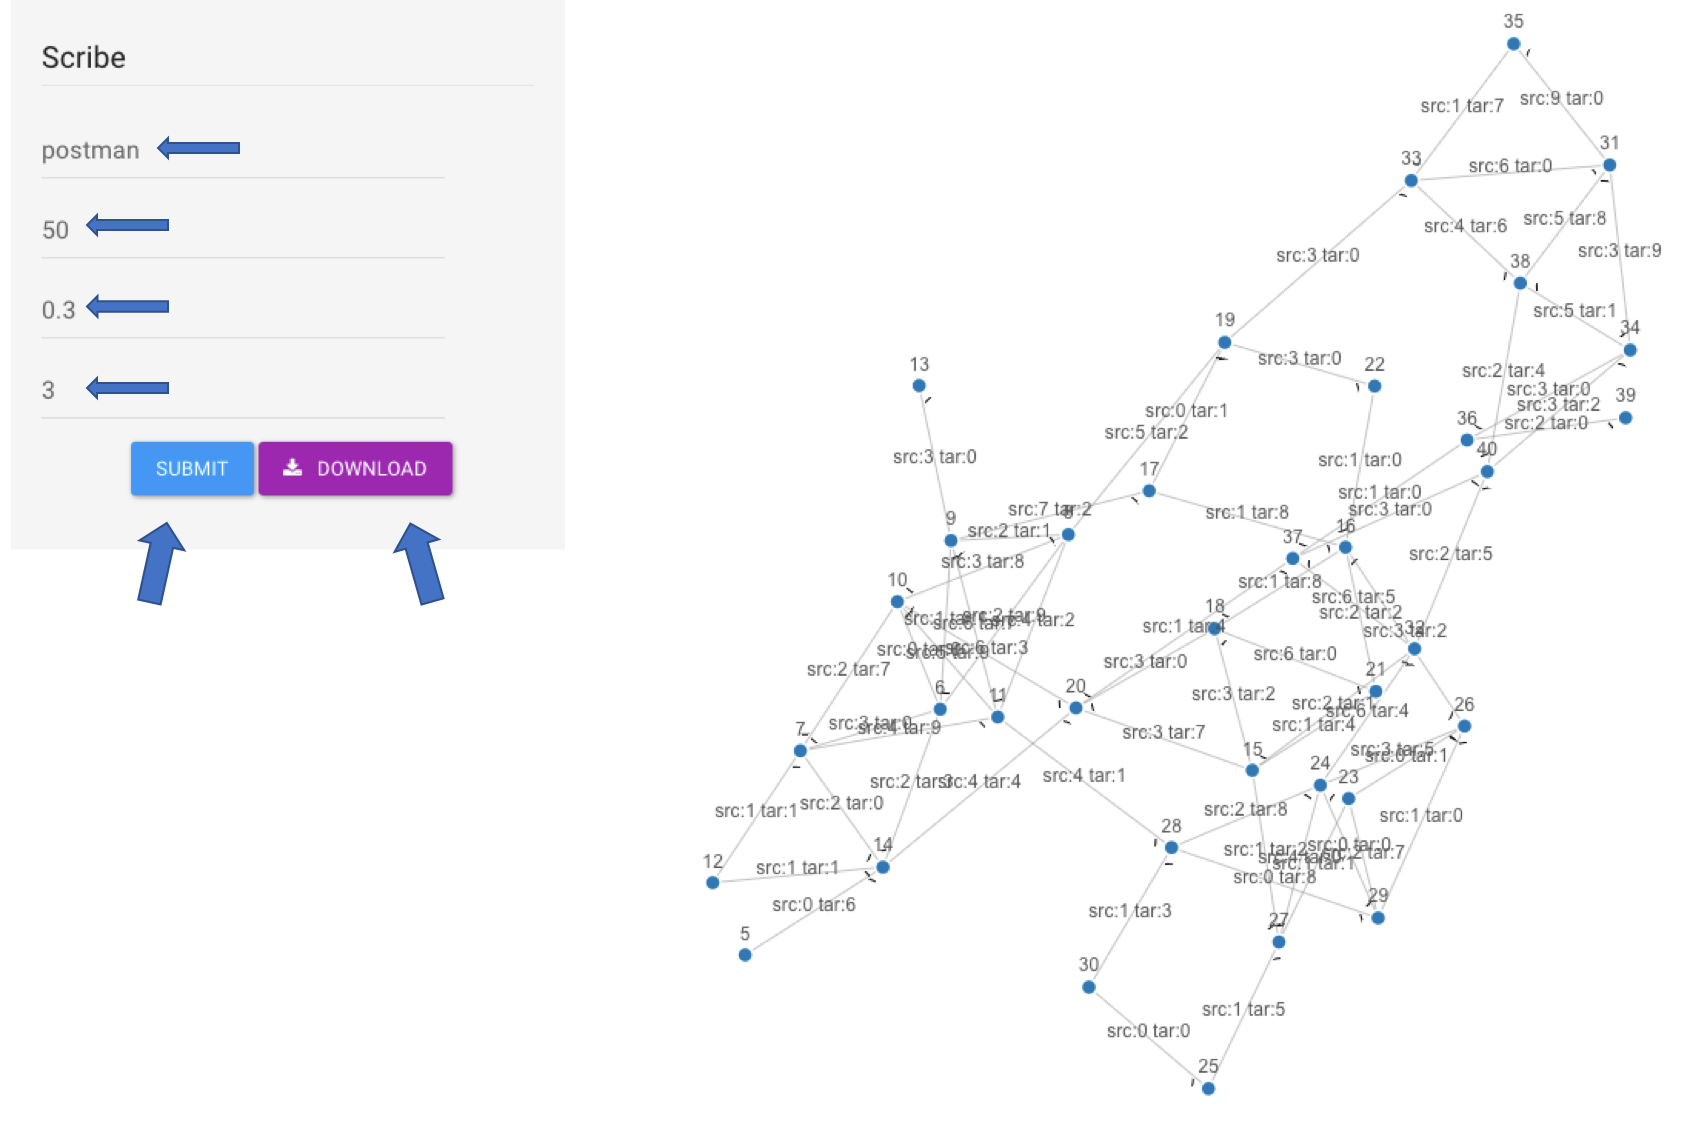 Scribe
postman
50
0.3
3
SUBMIT
DOWNLOAD
35
src:1 tar:7
src:9 tar:0
31
33
src:6 tar:0
src:4 tar:6
src:5 tar:8
src:3 tar:0
38
src:3 tar:9
src:5 tar:1
19
34
src:3 tar:0
13
22
src:2 tar:4
src:3 tar:0
39
src:0 tar:1
src:3 tar:2
36
src:2 tar:0
src:5 tar:2
src:3 tar:0
src:1 tar:0
40
17
src:1 tar:0
src:7 tar:2
src:1 tar:8
src:3 tar:0
9
src:2 tar:1
16
37
src:2 tar:5
src:3 tar:8
10
src:1 tar:8
src:6 tar:5
18
src:2 tar:2
src:1 tar:4
src:3 tar:2
src:2 tar:7
src:3 tar:0
src:6 tar:0
21
6
11
20
src:3 tar:2
src:2 tar:1
src:6 tar:4
26
src:3 tar:0
src:4 tar:9
7
src:3 tar:7
src:1 tar:4
15
src:3 tar:5
src:0 tar:1
24
23
src:4 tar:1
src:2 tar:3
src:4 tar:4
src:1 tar:1
src:2 tar:0
src:2 tar:8
src:1 tar:0
28
14
src:1 tar:2
src:0 tar:0
src:2 tar:7
12
src:1 tar:1
src:1 tar:1
src:0 tar:8
29
src:0 tar:6
src:1 tar:3
27
5
30
src:1 tar:5
src:0 tar:0
25